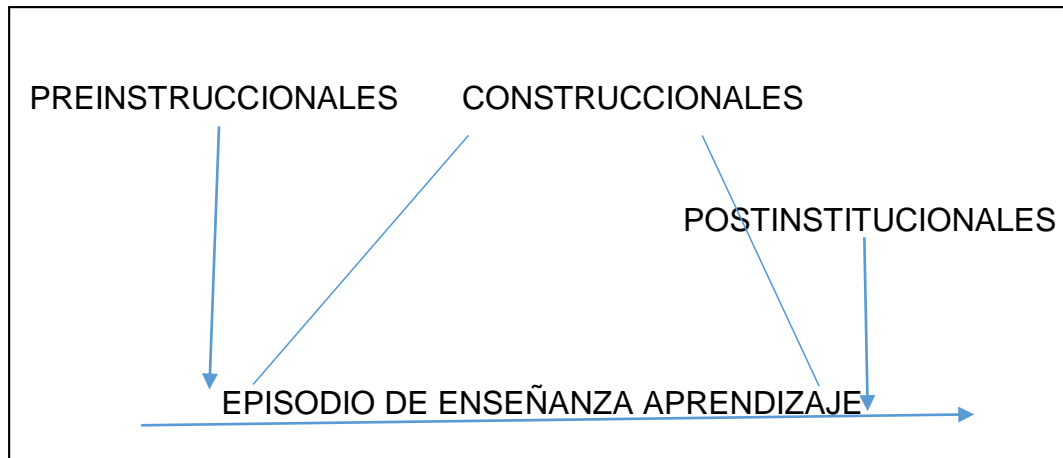 PREINSTRUCCIONALES CONSTRUCCIONALES
POSTINSTITUCIONALES
EPISODIO DE ENSEÑANZA APRENDIZAJE